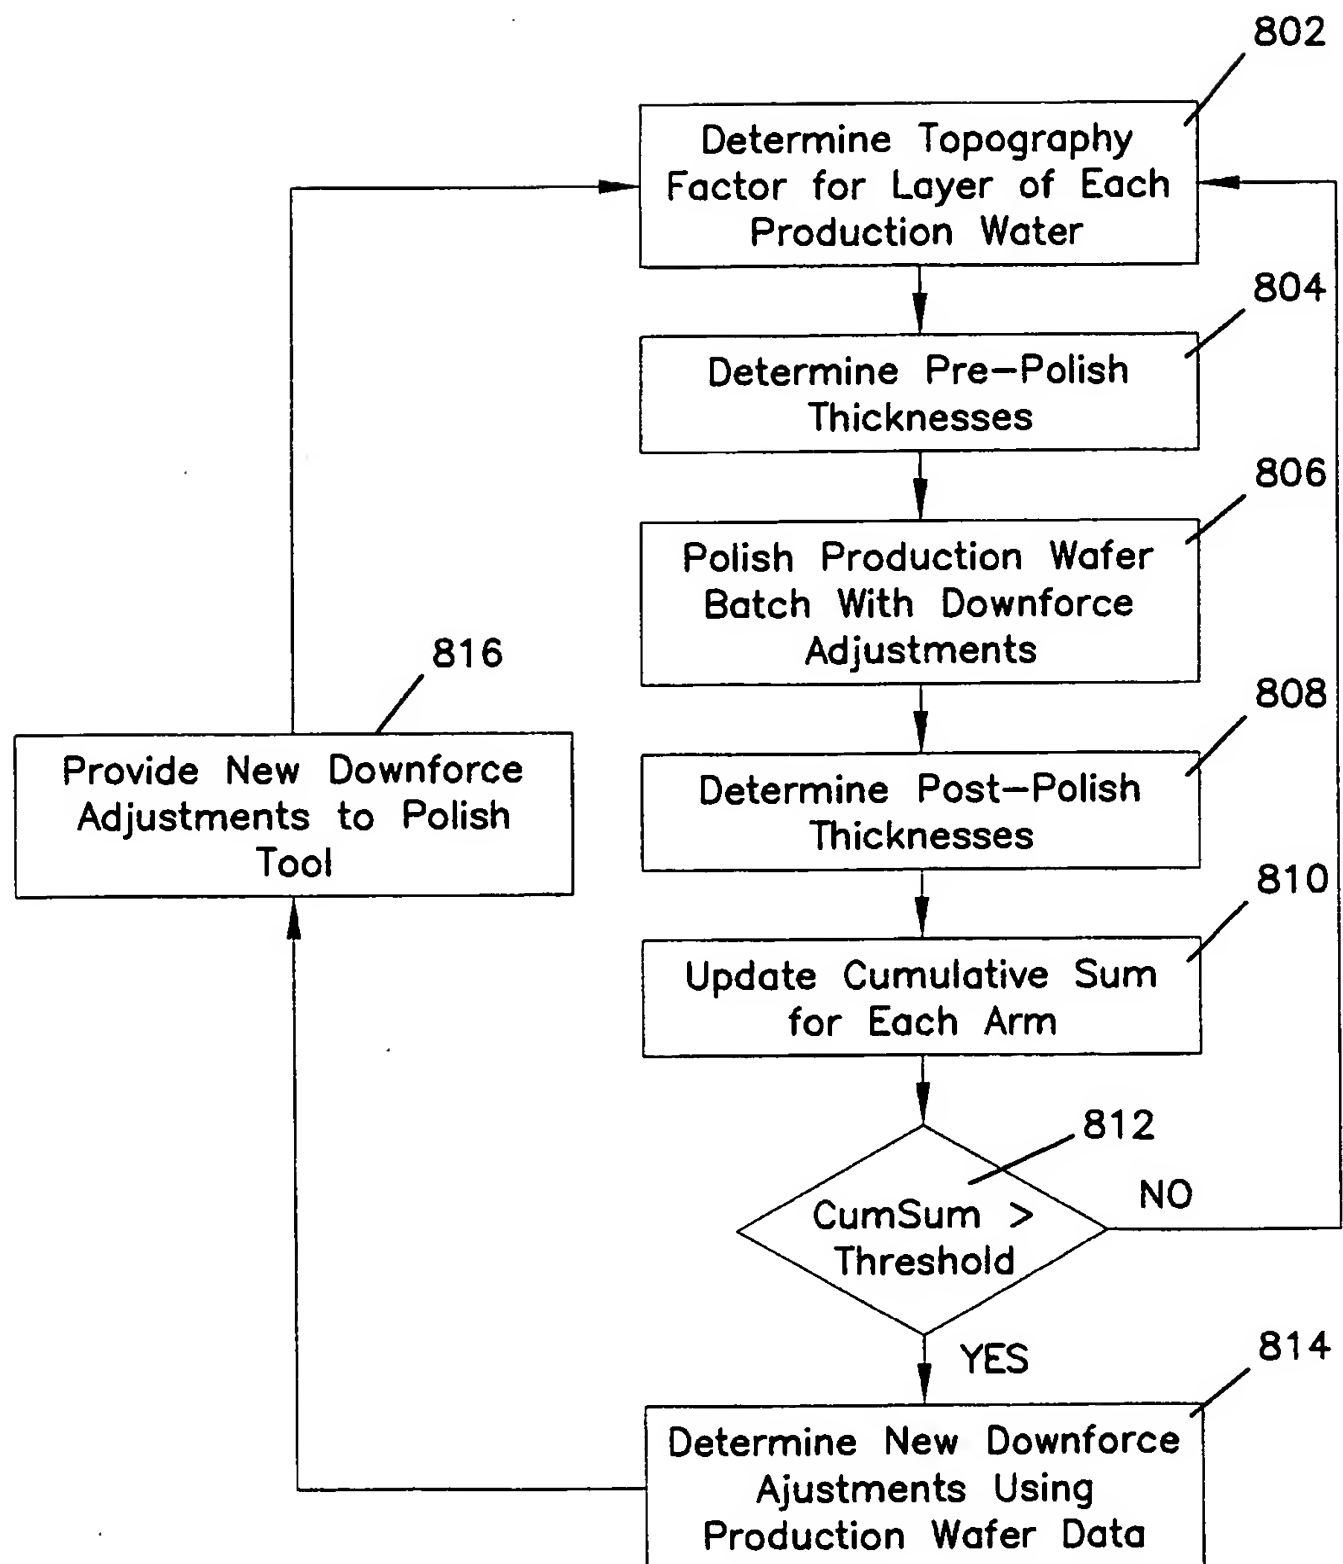 802
Determine Topography
Factor for Layer of Each
Production Water
804
Determine Pre-Polish
Thicknesses
806
Polish Production Wafer
Batch With Downforce
Adjustments
816
Provide New Downforce
Adjustments to Polish
Tool
808
Determine Post-Polish
Thicknesses
810
Update Cumulative Sum
for Each Arm
812
CumSum >
Threshold
NO
YES
814
Determine New Downforce
Ajustments Using
Production Wafer Data